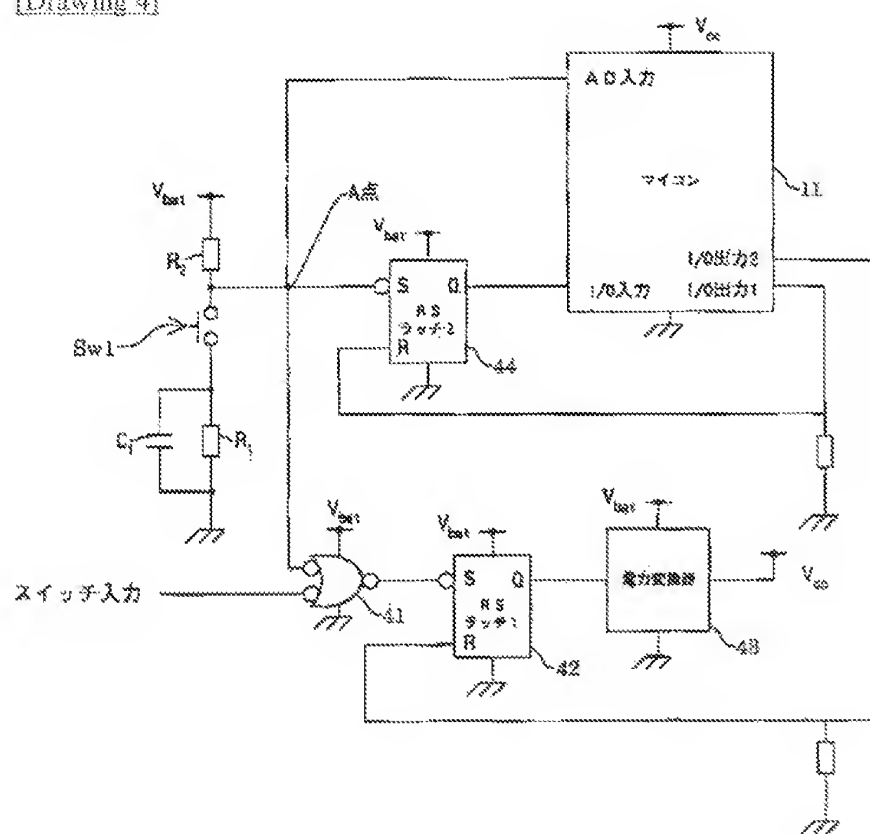 [Drawing 4]
Vcc
AD入力
マイコン
11
Vbat
A点
R2
Vbat
S Q
RS
ラッチ2
R
44
I/O入力
I/O出力2
I/O出力1
Sw1
C1
R1
Vbat
Vbat
Vbat
スイッチ入力
41
S Q
RS
ラッチ1
R
42
電力変換器
43
Vcc